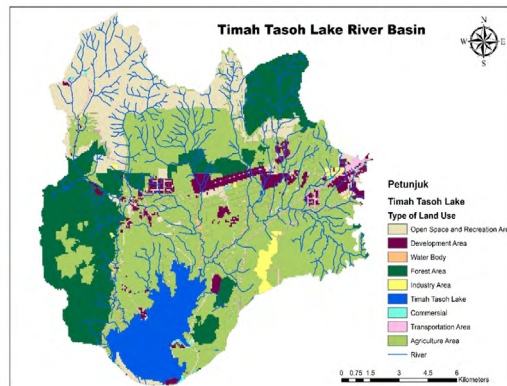 Timah Tasoh Lake River Basin
N
W
E
S
Petunjuk
Timah Tasoh Lake
Type of Land Use
Open Space and Recreation Area
Development Area
Water Body
Forest Area
Industry Area
Timah Tasoh Lake
Commercial
Transportation Area
Agriculture Area
River
0 0.75 1.5 3 4.5 6
Kilometers